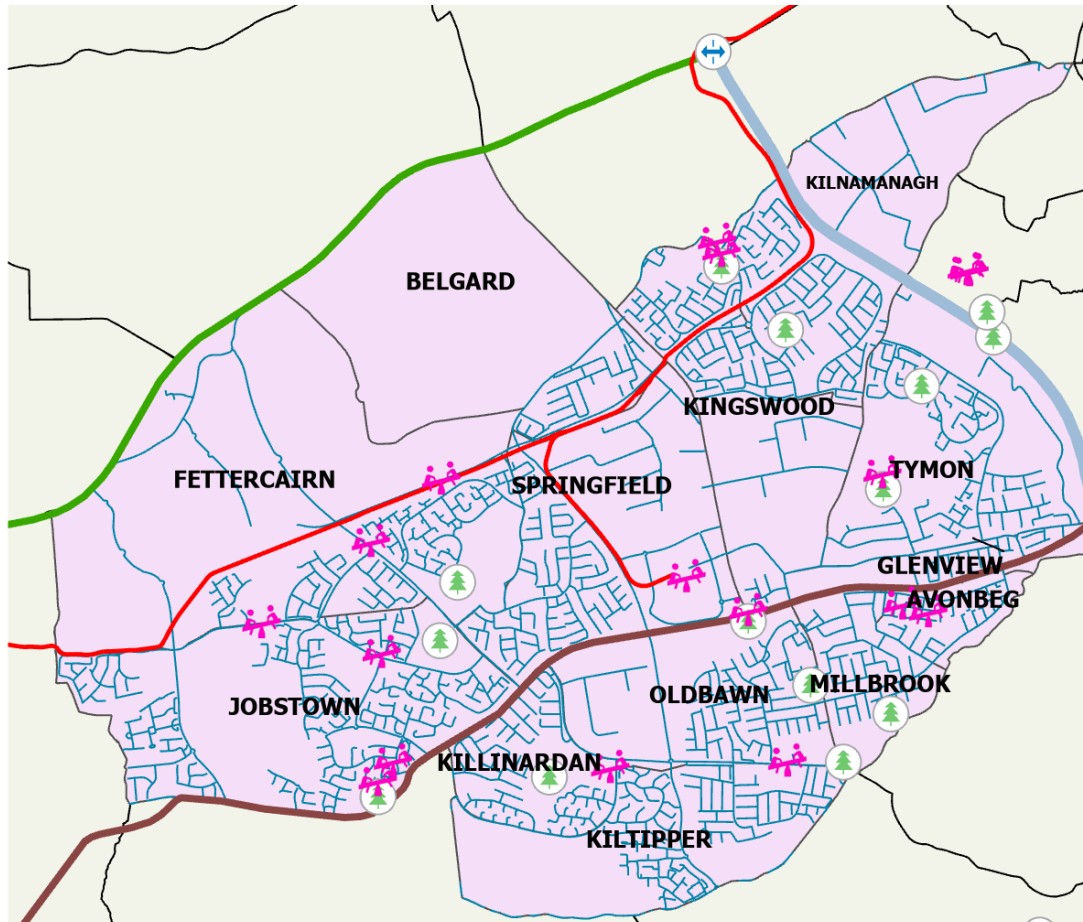 KILNAMANAGH
BELGARD
KINGSWOOD
FETTERCAIRN
SPRINGFIELD
TYMON
GLENVIEW
AVONBEG
JOBSTOWN
OLDBAWN
MILLBROOK
KILLINARDAN
KILTIPPER